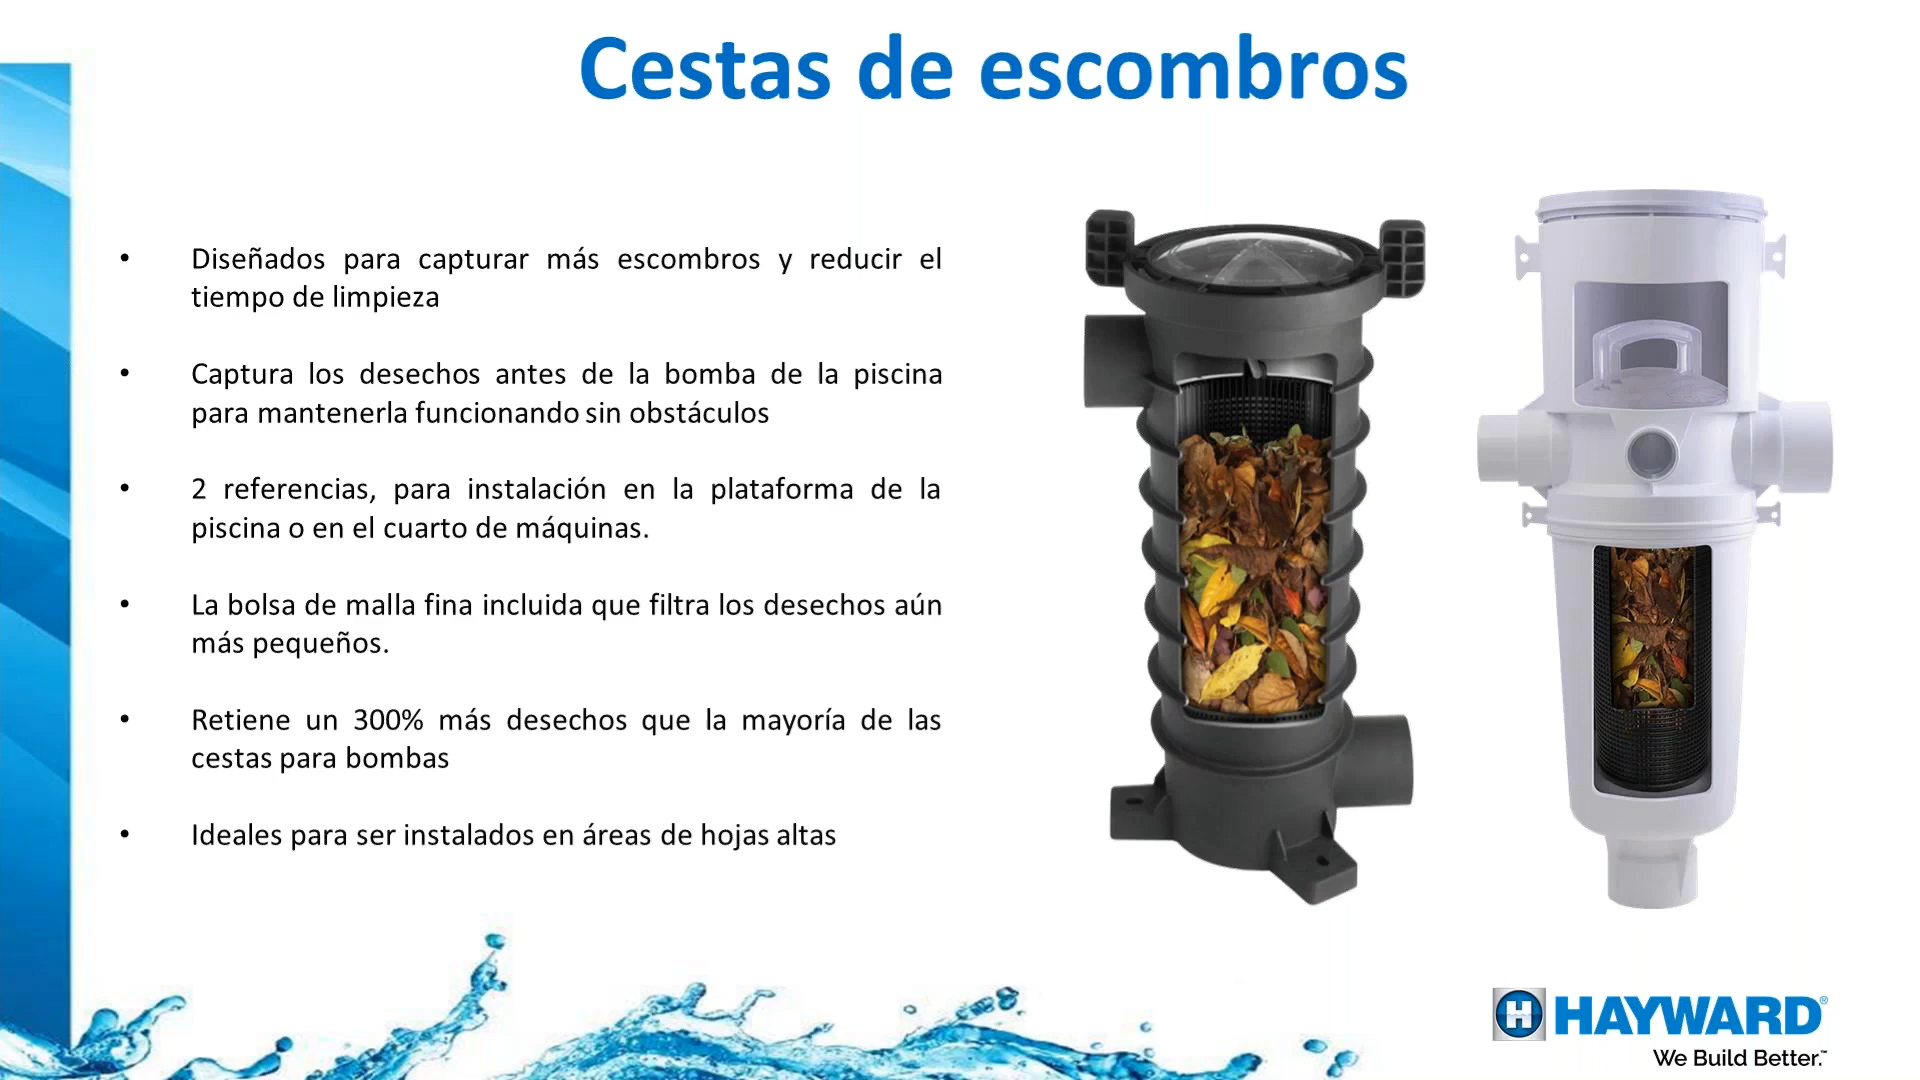 Cestas de escombros
• Diseñados para capturar más escombros y reducir el
tiempo de limpieza
• Captura los desechos antes de la bomba de la piscina
para mantenerla funcionando sin obstáculos
• 2 referencias, para instalación en la plataforma de la
piscina o en el cuarto de máquinas.
• La bolsa de malla fina incluida que filtra los desechos aún
más pequeños.
• Retiene un 300% más desechos que la mayoría de las
cestas para bombas
• Ideales para ser instalados en áreas de hojas altas
H HAYWARD®
We Build Better.™